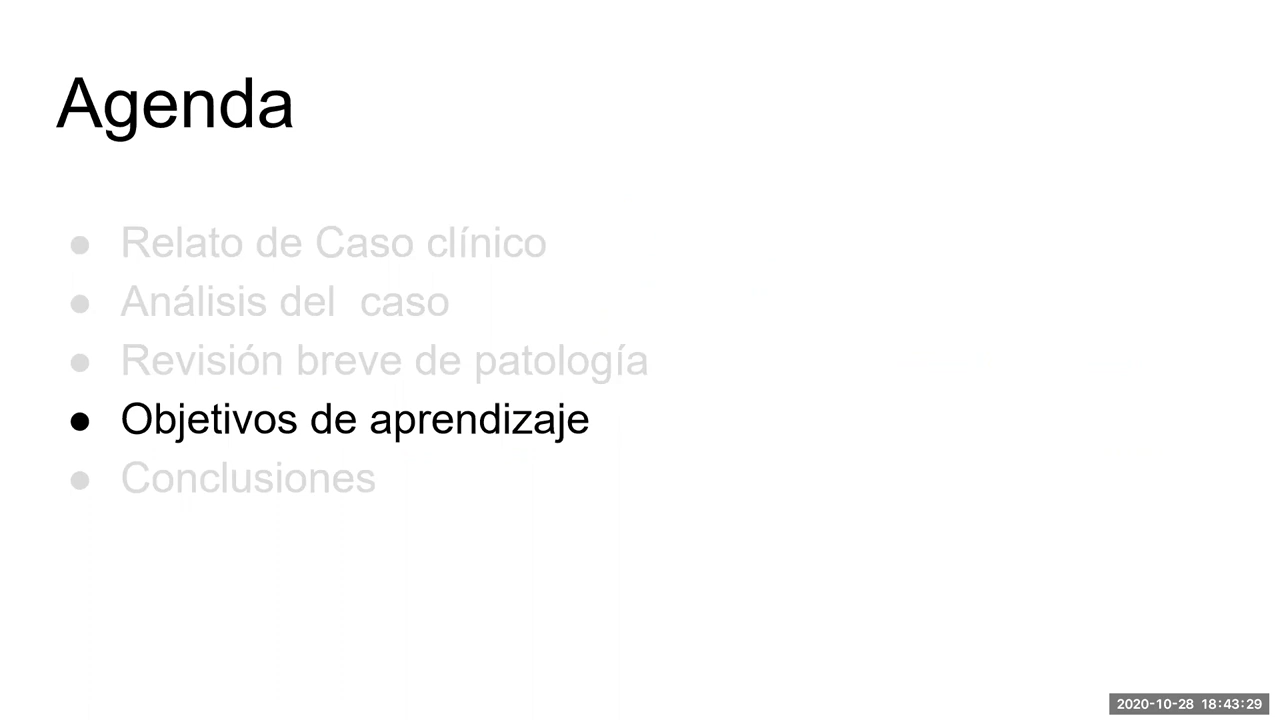 Agenda
● Relato de Caso clínico
● Análisis del  caso
● Revisión breve de patología
● Objetivos de aprendizaje
● Conclusiones
2020-10-28 18:43:29